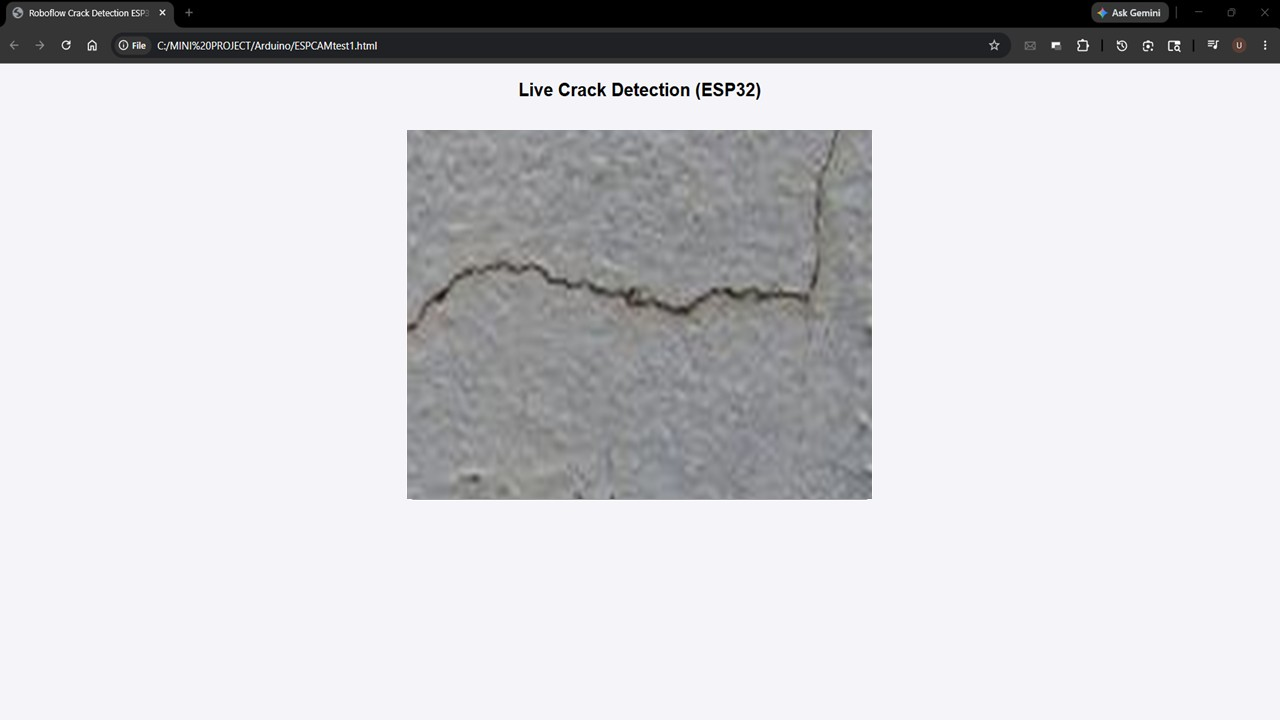 Roboflow Crack Detection ESP3
Ask Gemini
File
C:/MINI%20PROJECT/Arduino/ESPCAMtest1.html
U
Live Crack Detection (ESP32)